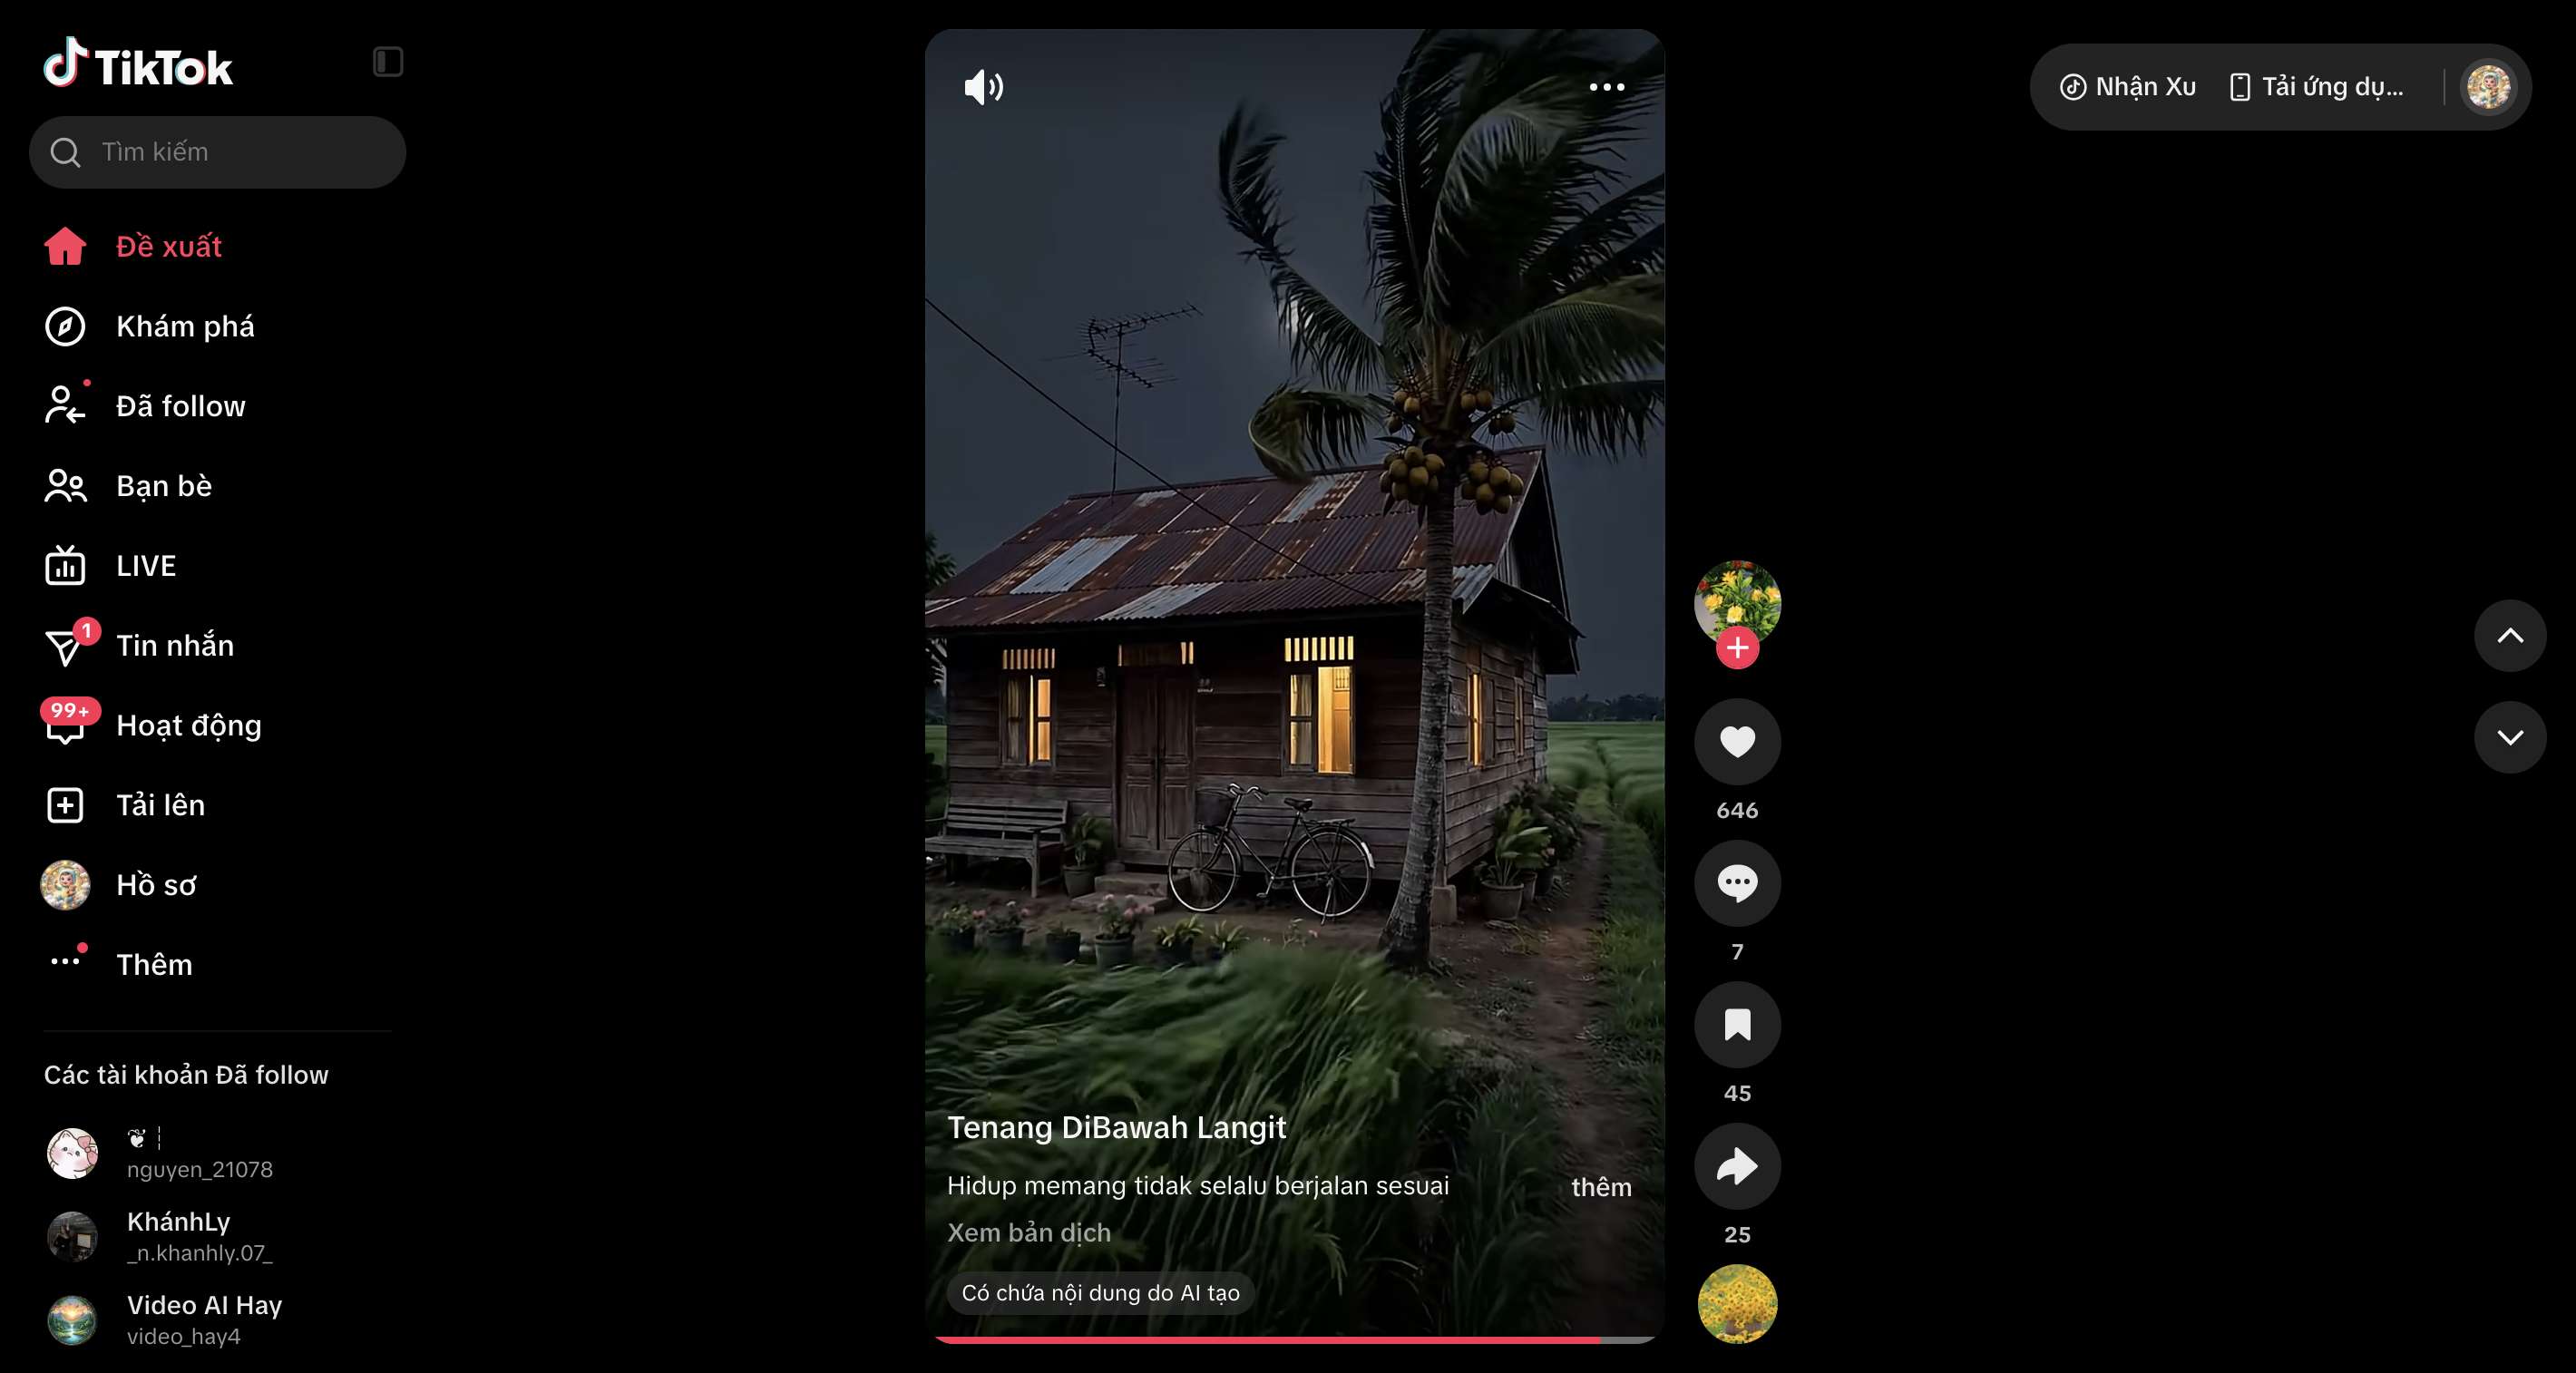 TikTok
Tìm kiếm
Đề xuất
Khám phá
Đã follow
Bạn bè
LIVE
1
Tin nhắn
99+
Hoạt động
Tải lên
Hồ sơ
Thêm
Các tài khoản Đã follow
❦ ┊
nguyen_21078
KhánhLy
_n.khanhly.07_
Video AI Hay
video_hay4
Tenang DiBawah Langit
Hidup memang tidak selalu berjalan sesuai thêm
Xem bản dịch
Có chứa nội dung do AI tạo
646
7
45
25
Nhận Xu
Tải ứng dụ...